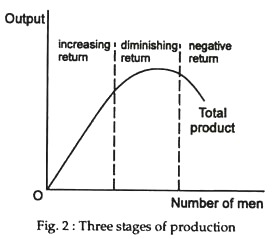 Output
increasing diminishing negative
return return return
Total
product
O
Number of men
Fig. 2 : Three stages of production